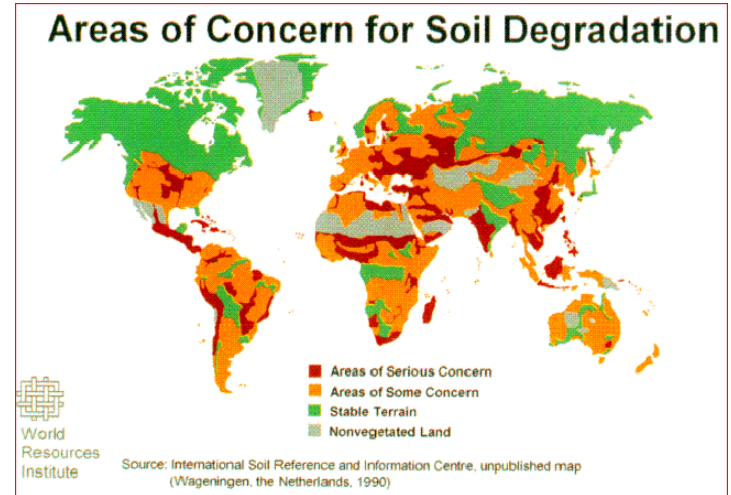 Areas of Concern for Soil Degradation
Areas of Serious Concern
Areas of Some Concern
Stable Terrain
Nonvegetated Land
World
Resources
Institute
Source: International Soil Reference and Information Centre, unpublished map
(Wageningen, the Netherlands, 1990)